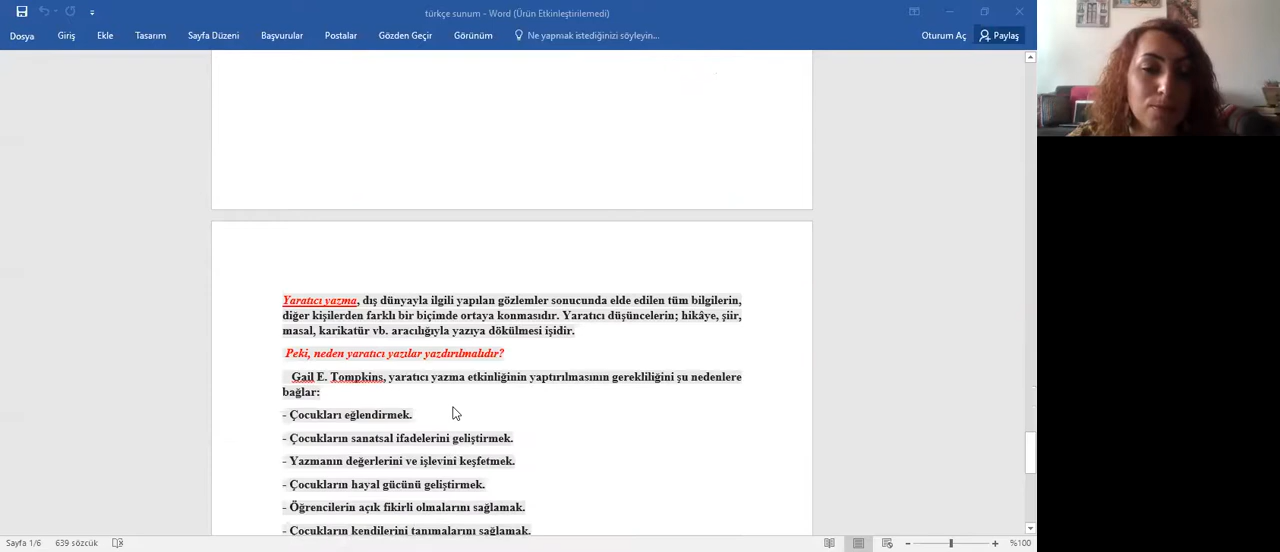 türkçe sunum - Word (Ürün Etkinleştirilemedi)
Dosya Giriş Ekle Tasarım Sayfa Düzeni Başvurular Postalar Gözden Geçir Görünüm Ne yapmak istediğinizi söyleyin... Oturum Aç Paylaş
Yaratıcı yazma, dış dünyayla ilgili yapılan gözlemler sonucunda elde edilen tüm bilgilerin,
diğer kişilerden farklı bir biçimde ortaya konmasıdır. Yaratıcı düşüncelerin; hikâye, şiir,
masal, karikatür vb. aracılığıyla yazıya dökülmesi işidir.
Peki, neden yaratıcı yazılar yazdırılmalıdır?
Gail E. Tompkins, yaratıcı yazma etkinliğinin yaptırılmasının gerekliliğini şu nedenlere
bağlar:
- Çocukları eğlendirmek.
- Çocukların sanatsal ifadelerini geliştirmek.
- Yazmanın değerlerini ve işlevini keşfetmek.
- Çocukların hayal gücünü geliştirmek.
- Öğrencilerin açık fikirli olmalarını sağlamak.
- Çocukların kendilerini tanımalarını sağlamak.
Sayfa 1/6 639 sözcük %100